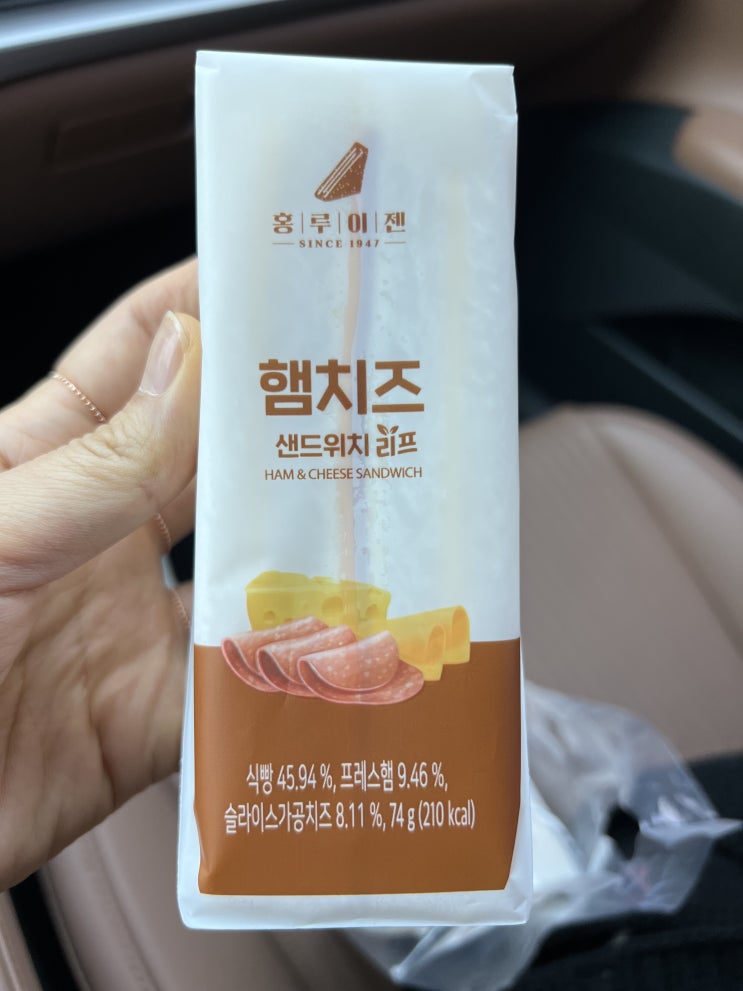 홍루이젠
SINCE 1947
햄치즈
샌드위치 리프
HAM & CHEESE SANDWICH
식빵 45.94 %, 프레스햄 9.46 %,
슬라이스가공치즈 8.11 %, 74 g (210 kcal)